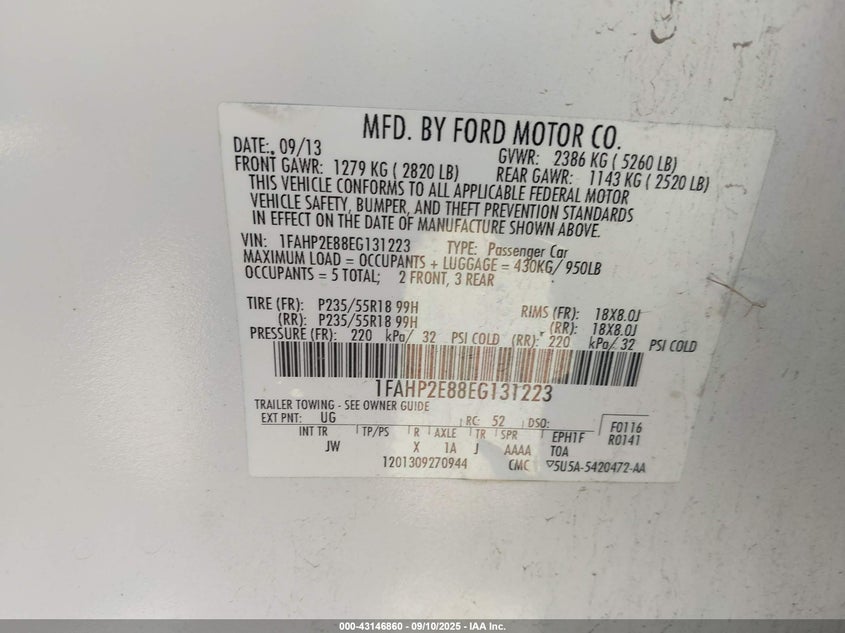 MFD. BY FORD MOTOR CO.
DATE: 09/13 GVWR: 2386 KG ( 5260 LB)
FRONT GAWR: 1279 KG ( 2820 LB) REAR GAWR: 1143 KG ( 2520 LB)
THIS VEHICLE CONFORMS TO ALL APPLICABLE FEDERAL MOTOR
VEHICLE SAFETY, BUMPER, AND THEFT PREVENTION STANDARDS
IN EFFECT ON THE DATE OF MANUFACTURE SHOWN ABOVE.
VIN: 1FAHP2E88EG131223 TYPE: Passenger Car
MAXIMUM LOAD = OCCUPANTS + LUGGAGE = 430KG/ 950LB
OCCUPANTS = 5 TOTAL; 2 FRONT, 3 REAR
TIRE (FR): P235/55R18 99H RIMS (FR): 18X8.0J
(RR): P235/55R18 99H (RR): 18X8.0J
PRESSURE (FR): 220 kPa/ 32 PSI COLD (RR): 220 kPa/ 32 PSI COLD
1FAHP2E88EG131223
TRAILER TOWING - SEE OWNER GUIDE
EXT PNT: UG RC: 52 DSO: F0116
INT TR TP/PS R AXLE TR SPR EPH1F R0141
JW X 1A J AAAA T0A
1201309270944 CMC ▽5U5A-5420472-AA
000-43146860 - 09/10/2025 - IAA Inc.